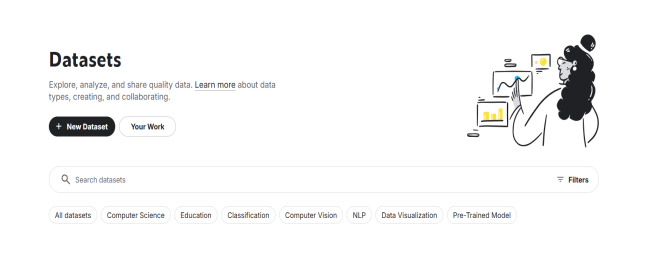 Datasets
Explore, analyze, and share quality data. Learn more about data
types, creating, and collaborating.
+ New Dataset
Your Work
Search datasets
Filters
All datasets
Computer Science
Education
Classification
Computer Vision
NLP
Data Visualization
Pre-Trained Model